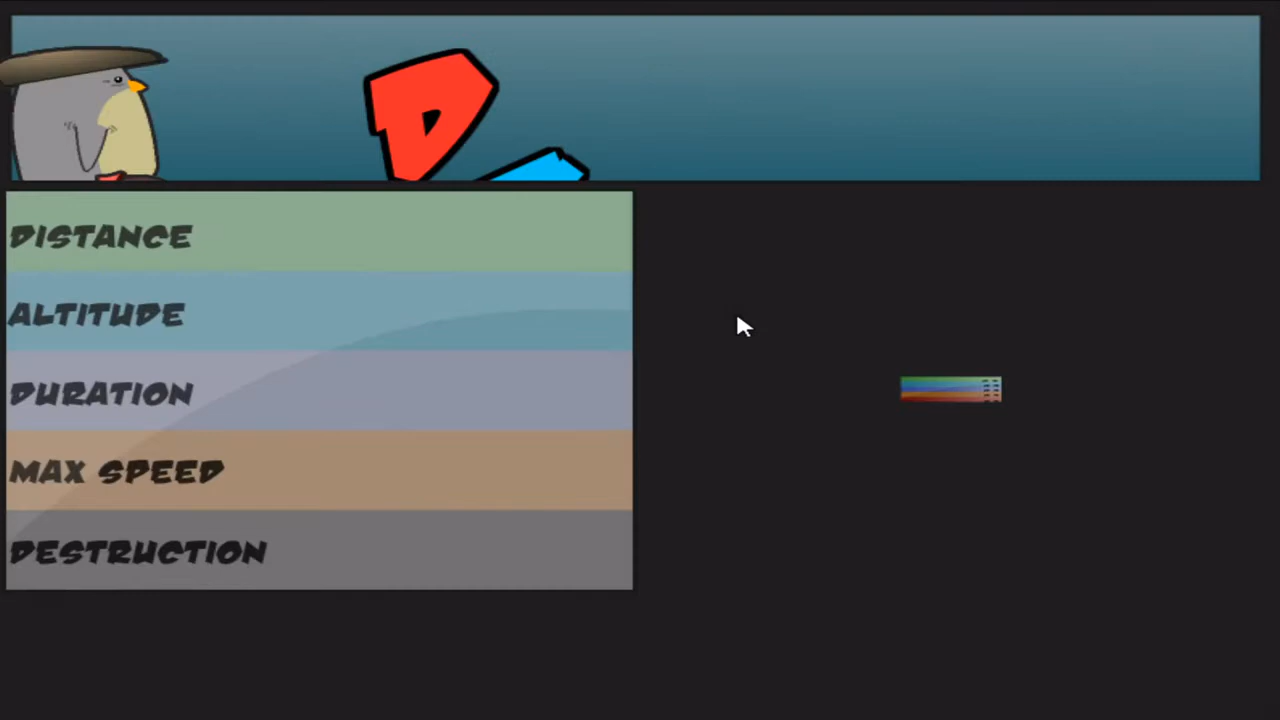 D
DISTANCE
ALTITUDE
DURATION
MAX SPEED
DESTRUCTION